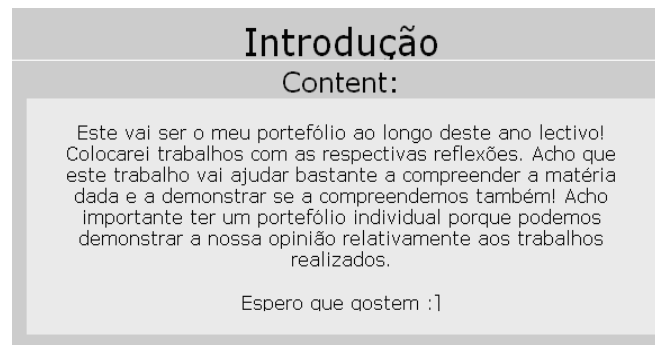 Introdução
Content:
Este vai ser o meu portefólio ao longo deste ano lectivo!
Colocarei trabalhos com as respectivas reflexões. Acho que
este trabalho vai ajudar bastante a compreender a matéria
dada e a demonstrar se a compreendemos também! Acho
importante ter um portefólio individual porque podemos
demonstrar a nossa opinião relativamente aos trabalhos
realizados.
Espero que gostem :]